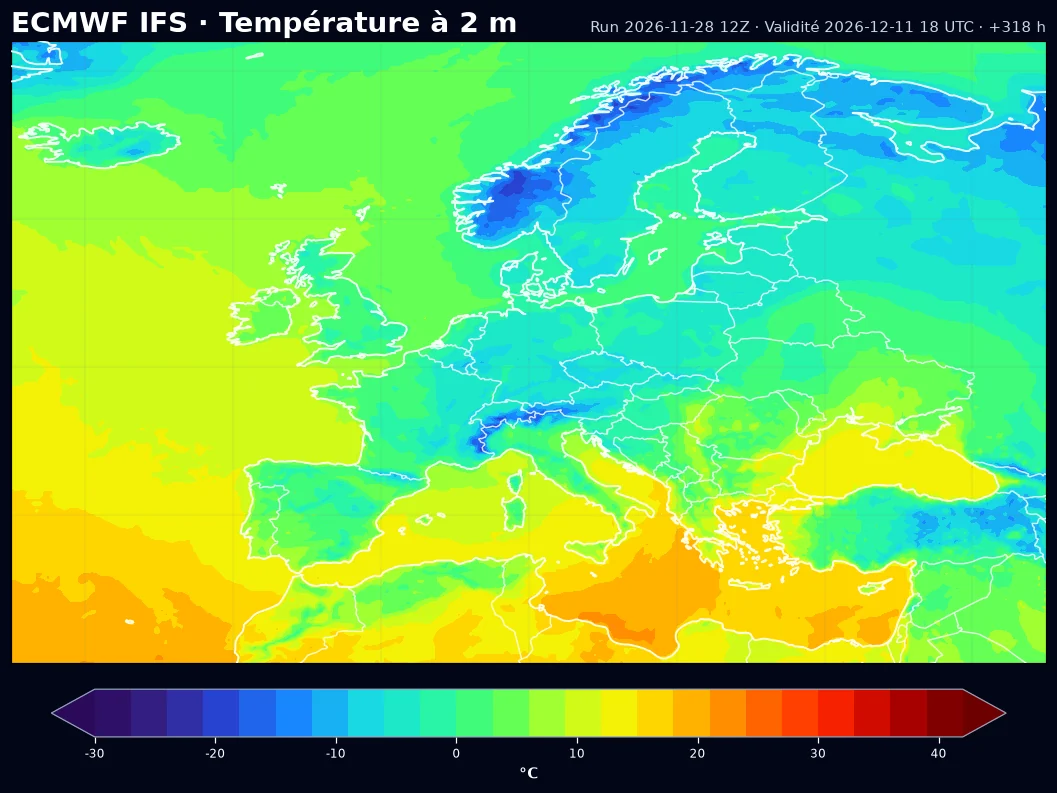 ECMWF IFS · Température à 2 m
Run 2026-11-28 12Z · Validité 2026-12-11 18 UTC · +318 h
-30 -20 -10 0 10 20 30 40
°C